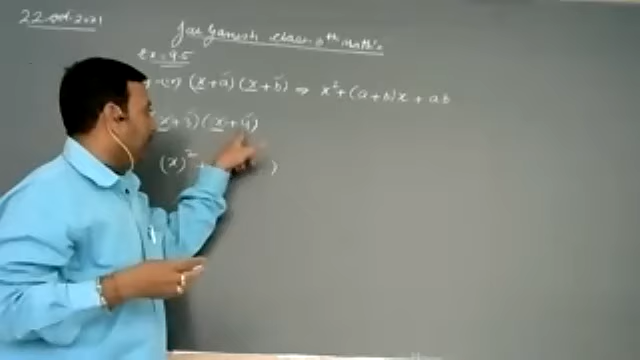 22 oct. 2021
Jai Ganesh class 8th maths
Ex = 9.5
(x+a) (x+b) ⇒ x²+(a+b)x + ab
x+3) (x+4)
(x)² + )